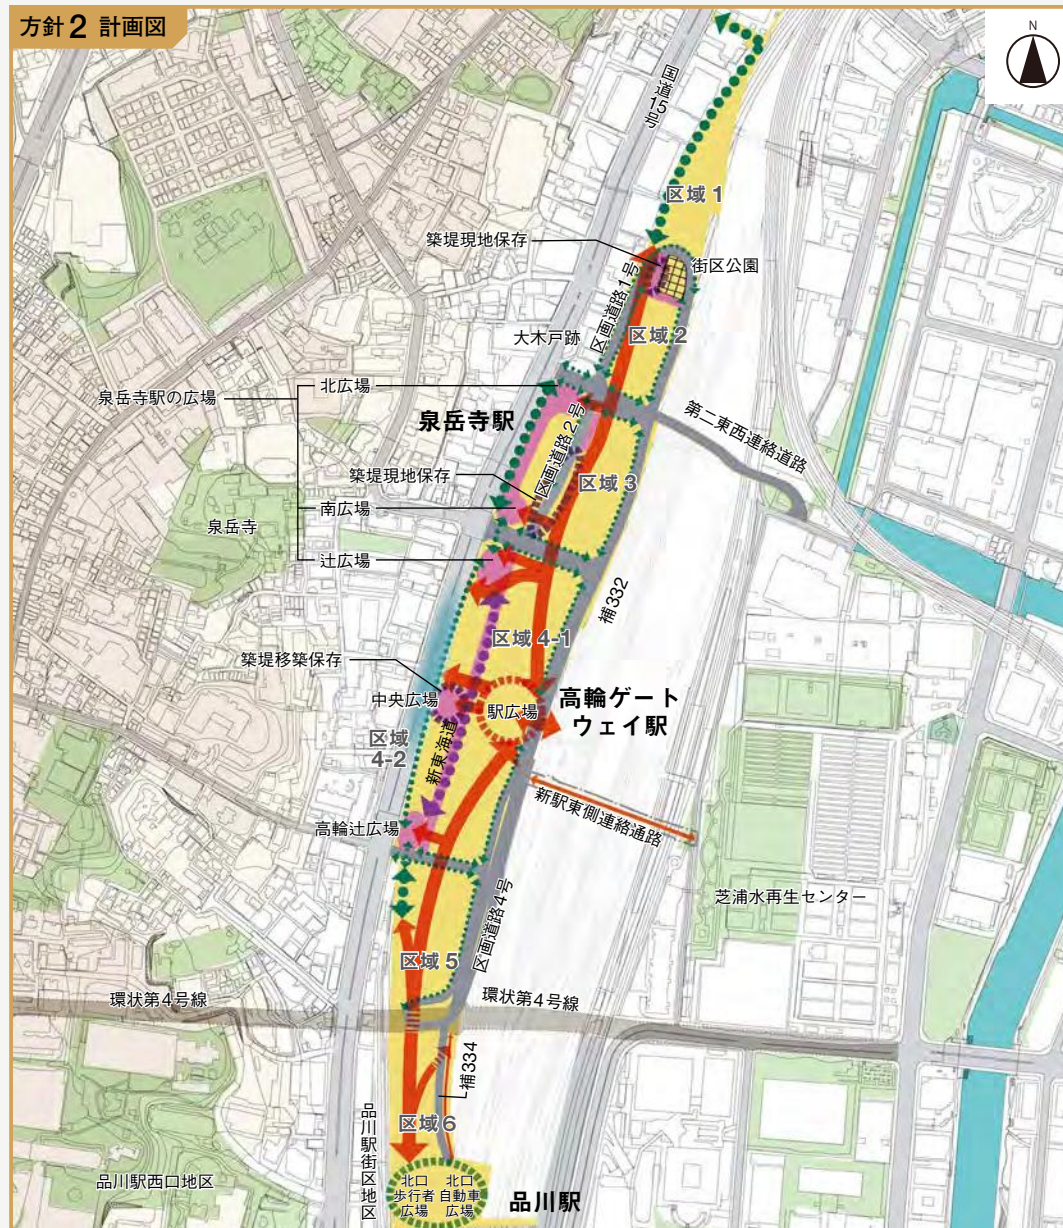 方針2 計画図
N
国道15号
区域1
築堤現地保存
街区公園
区画道路1号
大木戸跡
区域2
北広場
泉岳寺駅の広場
泉岳寺駅
区画道路2号
第二東西連絡道路
築堤現地保存
区域3
南広場
泉岳寺
辻広場
補332
区域4-1
築堤移築保存
中央広場
駅広場
高輪ゲート
ウェイ駅
区域
4-2
新東海道
新駅東側連絡通路
高輪辻広場
芝浦水再生センター
区画道路4号
区域5
環状第4号線
環状第4号線
補334
区域6
品川駅街区地区
品川駅西口地区
北口
歩行者
広場
北口
自動車
広場
品川駅